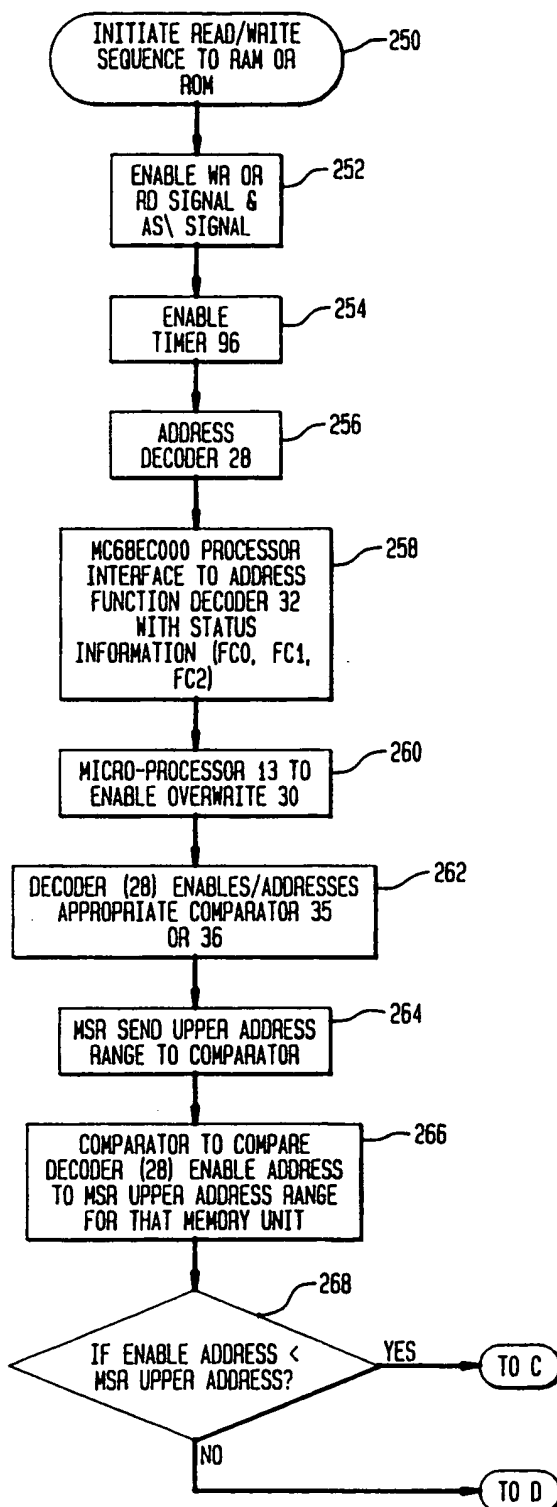 INITIATE READ/WRITE
SEQUENCE TO RAM OR
ROM
250
ENABLE WR OR
RD SIGNAL &
AS\ SIGNAL
252
ENABLE
TIMER 96
254
ADDRESS
DECODER 28
256
MC68EC000 PROCESSOR
INTERFACE TO ADDRESS
FUNCTION DECODER 32
WITH STATUS
INFORMATION (FC0, FC1,
FC2)
258
MICRO-PROCESSOR 13 TO
ENABLE OVERWRITE 30
260
DECODER (28) ENABLES/ADDRESSES
APPROPRIATE COMPARATOR 35
OR 36
262
MSR SEND UPPER ADDRESS
RANGE TO COMPARATOR
264
COMPARATOR TO COMPARE
DECODER (28) ENABLE ADDRESS
TO MSR UPPER ADDRESS RANGE
FOR THAT MEMORY UNIT
266
268
IF ENABLE ADDRESS <
MSR UPPER ADDRESS?
YES
TO C
NO
TO D